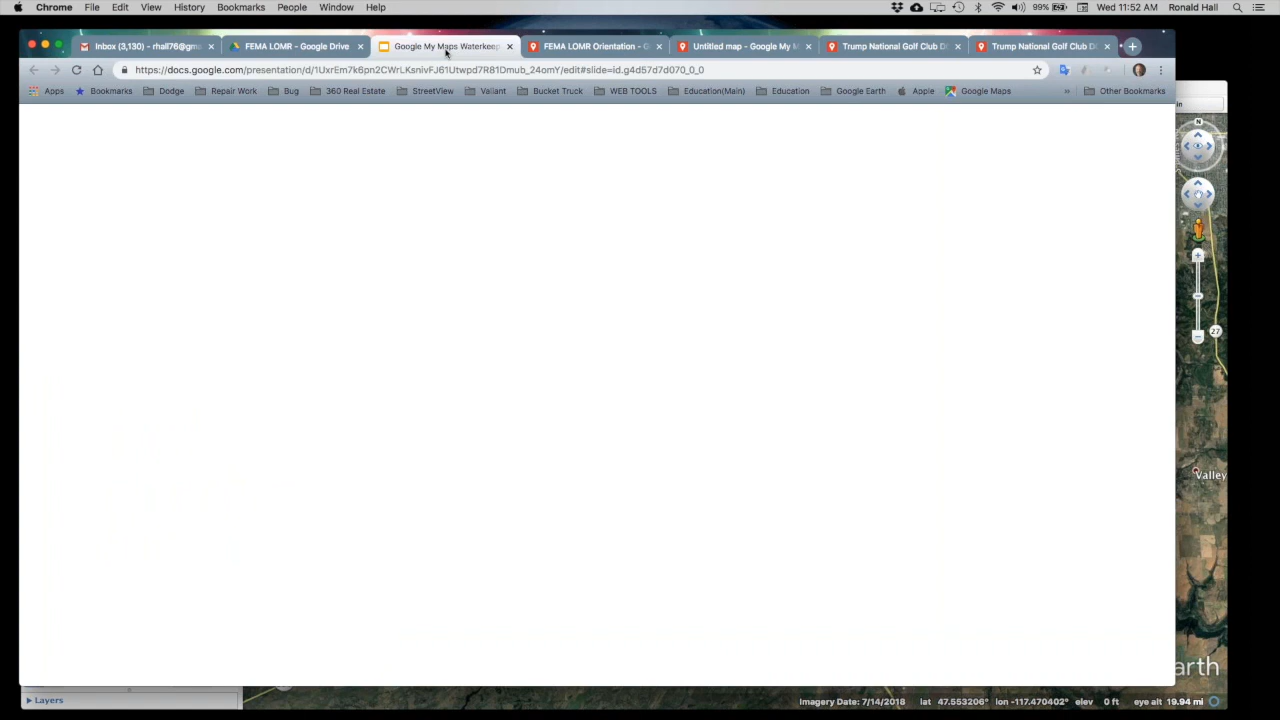 Chrome File Edit View History Bookmarks People Window Help 99% Wed 11:52 AM Ronald Hall
Inbox (3,130) - rhall76@gma FEMA LOMR - Google Drive Google My Maps Waterkeep FEMA LOMR Orientation - G Untitled map - Google My M Trump National Golf Club D Trump National Golf Club D
https://docs.google.com/presentation/d/1UxrEm7k6pn2CWrLKsnivFJ61Utwpd7R81Dmub_24omY/edit#slide=id.g4d57d7d070_0_0
Apps Bookmarks Dodge Repair Work Bug 360 Real Estate StreetView Valiant Bucket Truck WEB TOOLS Education(Main) Education Google Earth Apple Google Maps » Other Bookmarks
in
N
27
Valley
arth
Layers
Imagery Date: 7/14/2018 lat 47.553206° lon -117.470402° elev 0 ft eye alt 19.94 mi